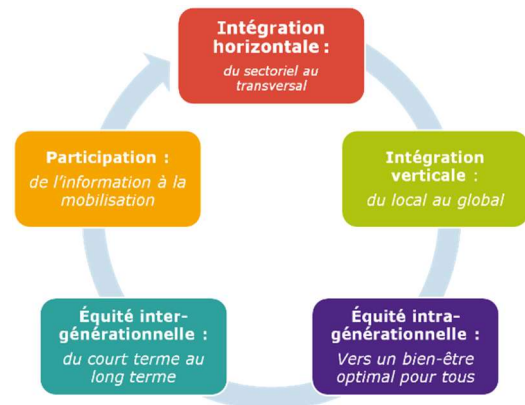 Intégration
horizontale :
du sectoriel au
transversal
Intégration
verticale :
du local au global
Équité intra-
générationnelle :
Vers un bien-être
optimal pour tous
Équité inter-
générationnelle :
du court terme au
long terme
Participation :
de l'information à la
mobilisation